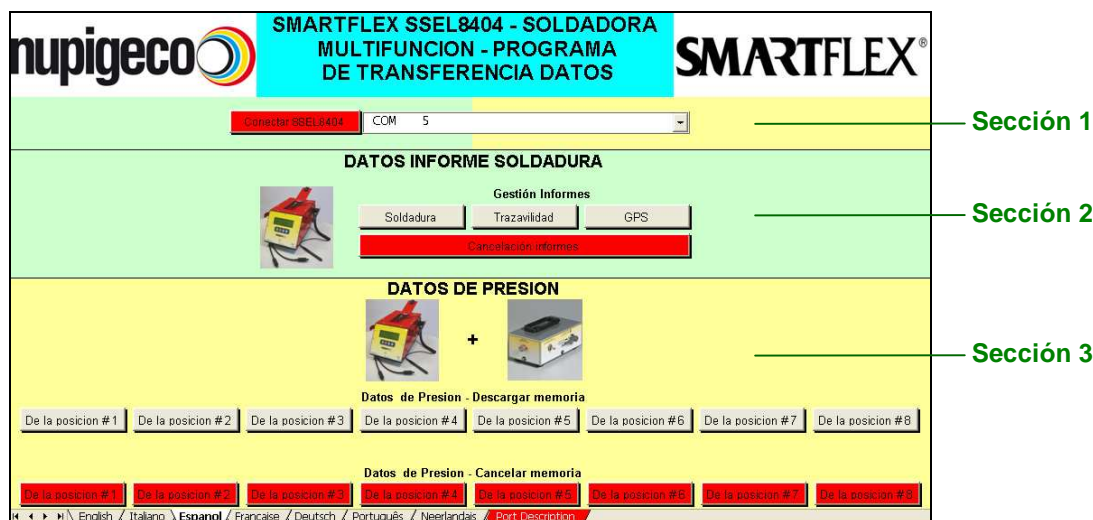 nupigeco
SMARTFLEX SSEL8404 - SOLDADORA
MULTIFUNCION - PROGRAMA
DE TRANSFERENCIA DATOS
SMARTFLEX®
Conectar SSEL8404
COM 5
Sección 1
DATOS INFORME SOLDADURA
Gestión Informes
Soldadura
Trazavilidad
GPS
Sección 2
Cancelación informes
DATOS DE PRESION
+
Sección 3
Datos de Presion - Descargar memoria
De la posicion #1
De la posicion #2
De la posicion #3
De la posicion #4
De la posicion #5
De la posicion #6
De la posicion #7
De la posicion #8
Datos de Presion - Cancelar memoria
De la posicion #1
De la posicion #2
De la posicion #3
De la posicion #4
De la posicion #5
De la posicion #6
De la posicion #7
De la posicion #8
English / Italiano \ Espanol / Française / Deutsch / Português / Neerlandais / Port Description